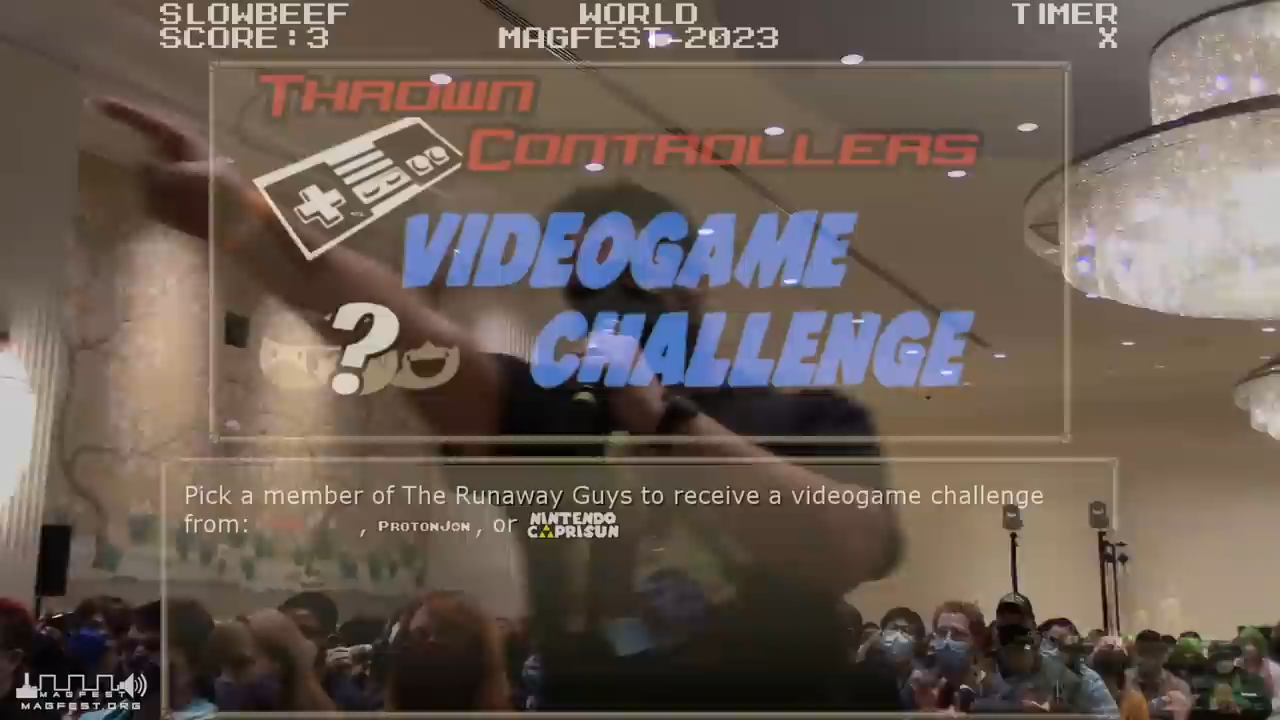 SLOWBEEF
SCORE:3
WORLD
MAGFEST-2023
TIMER
X
THROWN
CONTROLLERS
VIDEOGAME
?
CHALLENGE
Pick a member of The Runaway Guys to receive a videogame challenge
from: , PROTONJON, or NINTENDO CAPRISUN
MAGFEST
MAGFEST.ORG